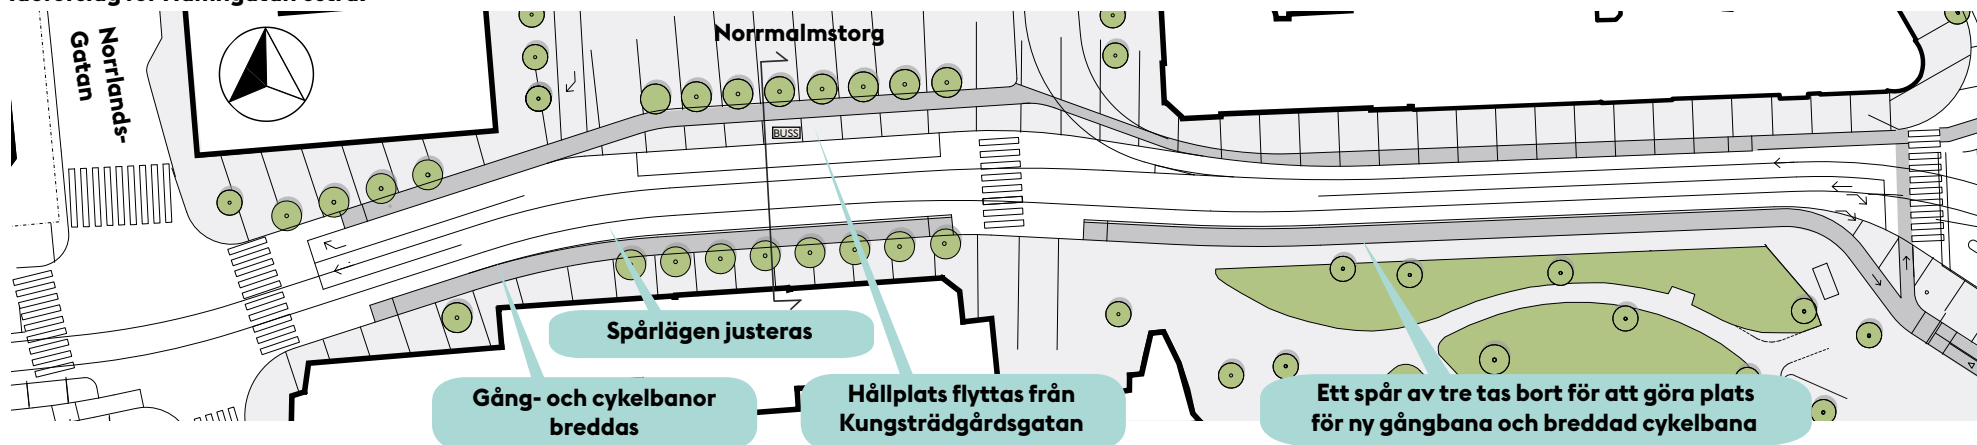 Norrmalmstorg
Norrlands-
Gatan
BUSS
Spårlägen justeras
Gång- och cykelbanor
breddas
Hållplats flyttas från
Kungsträdgårdsgatan
Ett spår av tre tas bort för att göra plats
för ny gångbana och breddad cykelbana